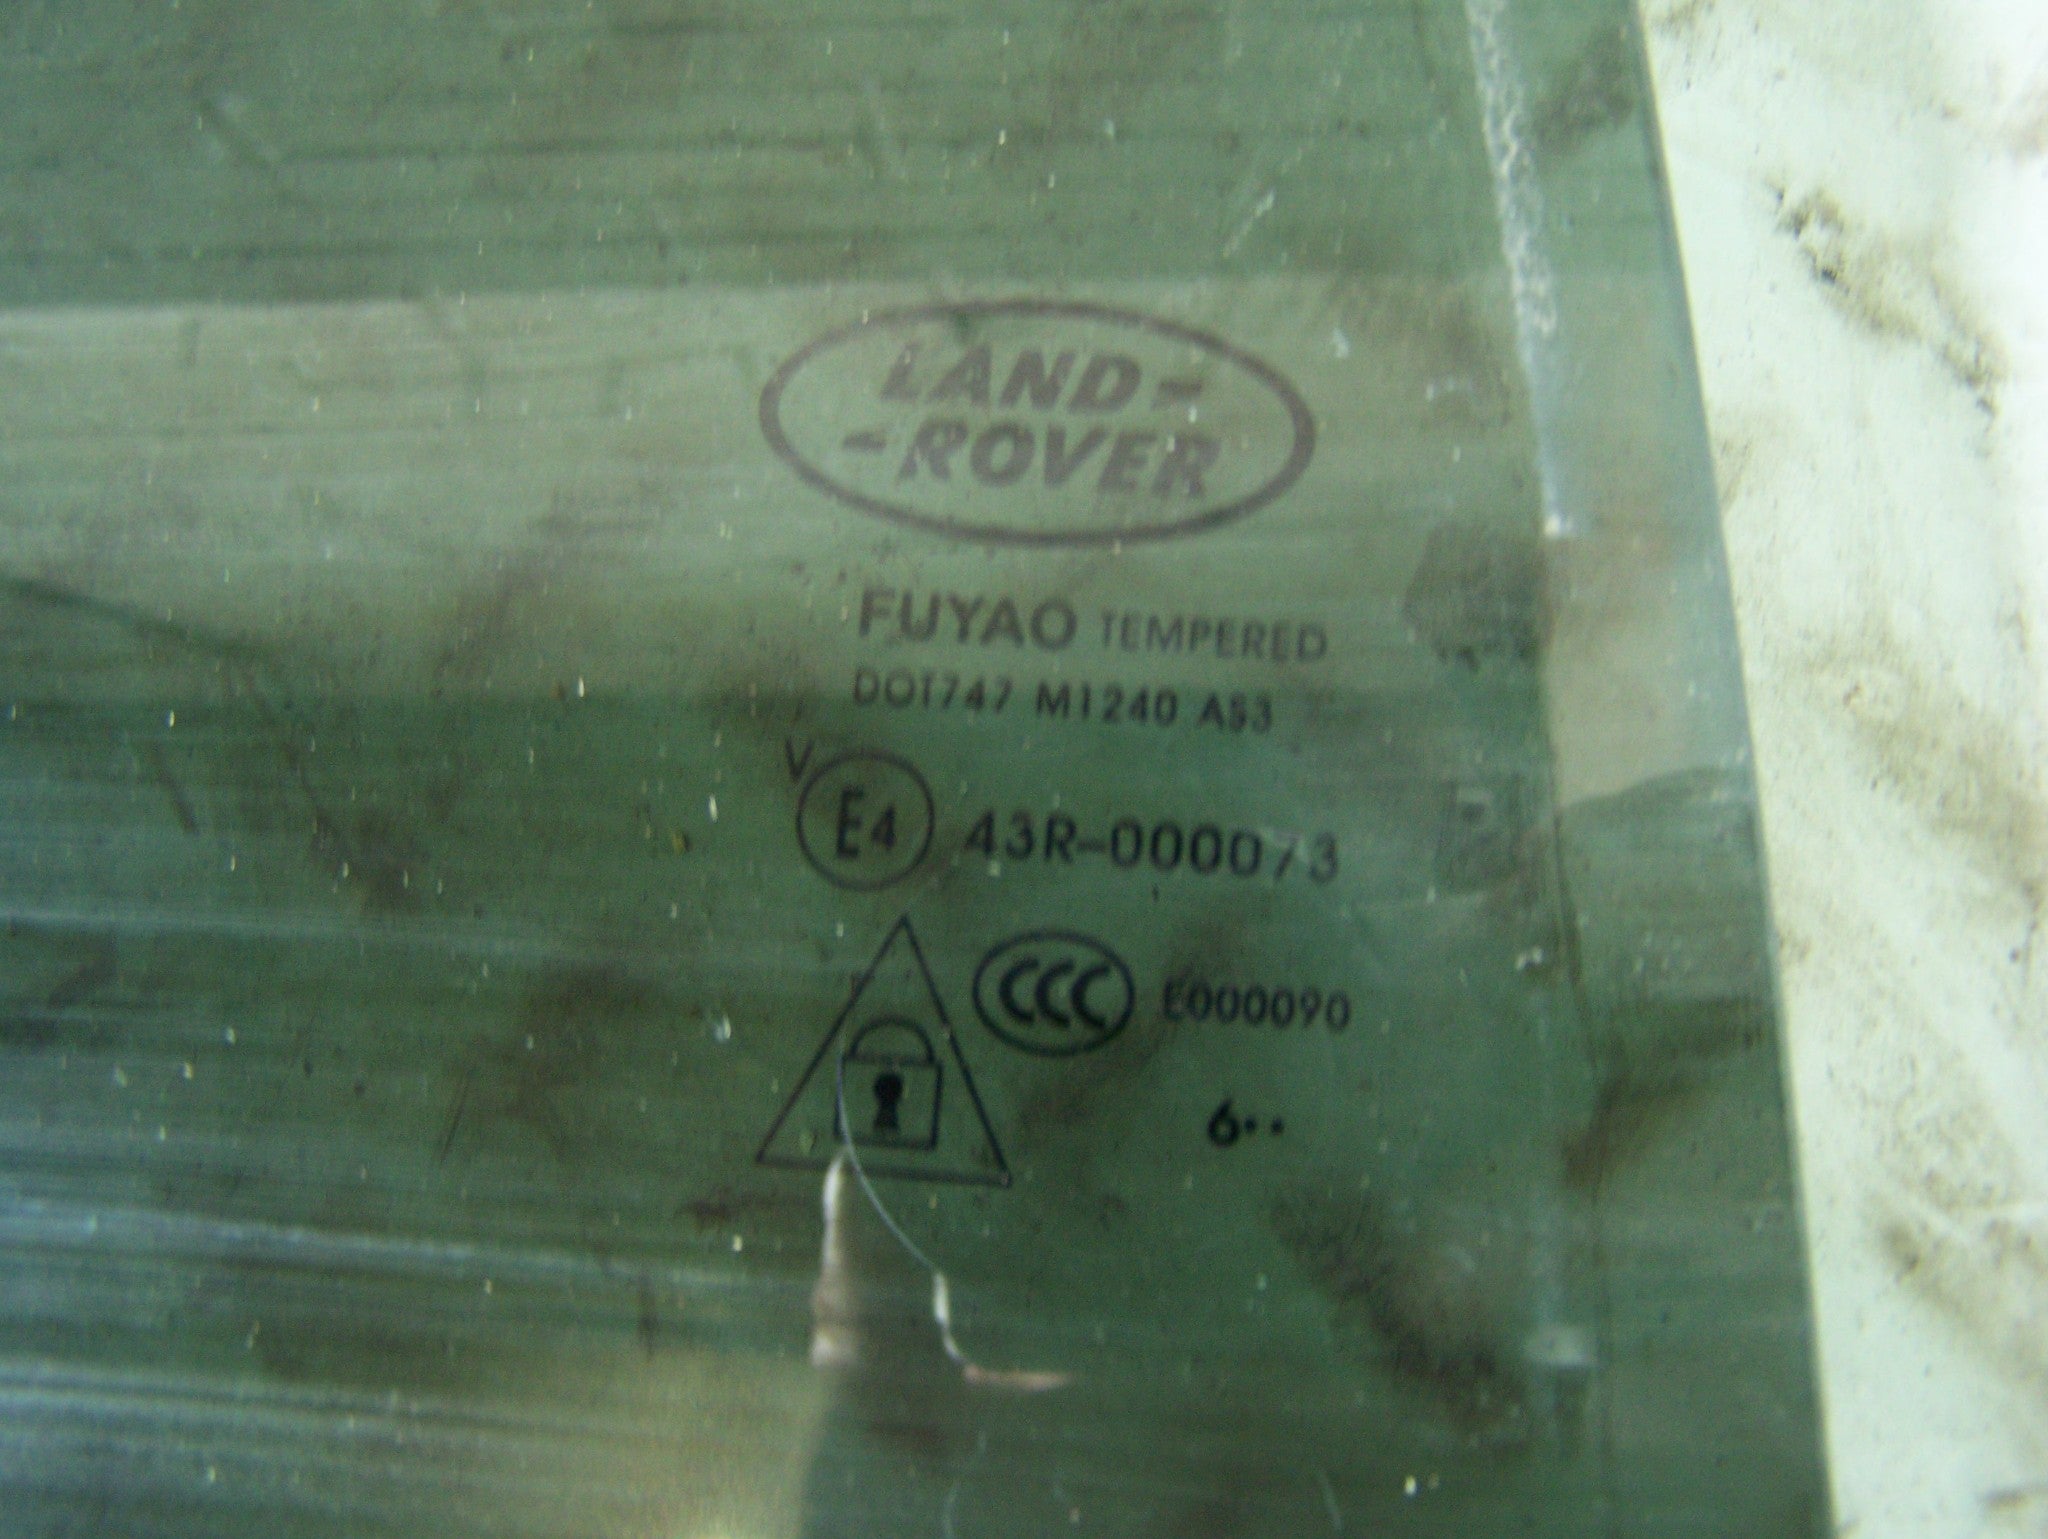 LAND-
-ROVER
FUYAO TEMPERED
DOT747 M1240 AS3
V
E4 43R-000073
CCC E000090
6••